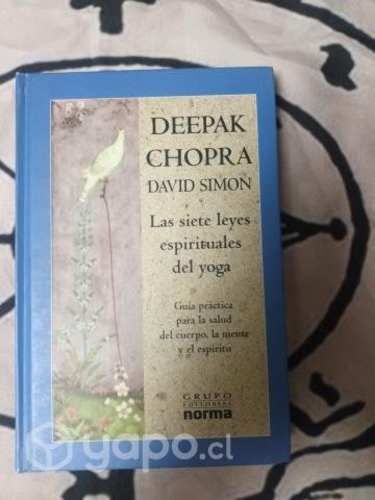 DEEPAK
CHOPRA
DAVID SIMON
Las siete leyes
espirituales
del yoga
Guía práctica
para la salud
del cuerpo, la mente
y el espíritu
GRUPO
EDITORIAL
norma
yapo.cl